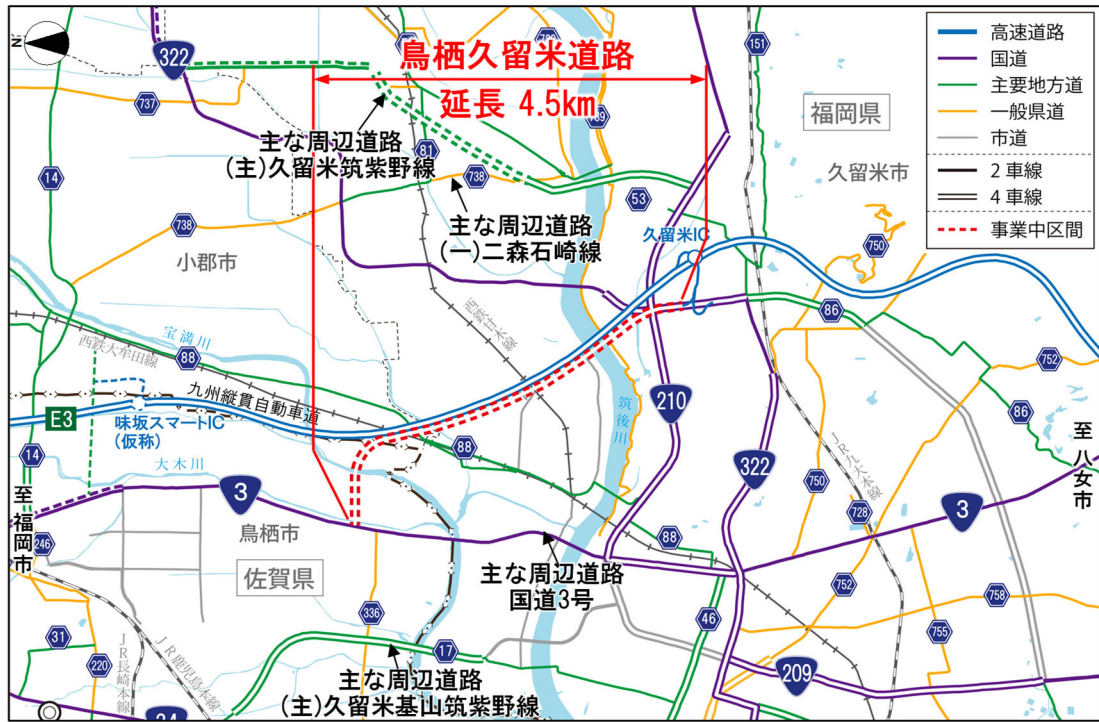 N
322
737
14
738
小郡市
宝満川
西鉄大牟田線
88
九州縦貫自動車道
E3
味坂スマートIC
(仮称)
14
大木川
至福岡市
3
鳥栖市
246
佐賀県
31
220
JR長崎本線
JR鹿児島本線
336
17
主な周辺道路
(主)久留米基山筑紫野線
鳥栖久留米道路
延長 4.5km
主な周辺道路
(主)久留米筑紫野線
81
738
主な周辺道路
(一)二森石崎線
53
西鉄甘木線
久留米IC
筑後川
88
210
322
主な周辺道路
国道3号
88
46
209
151
福岡県
久留米市
750
86
752
86
至八女市
JR久大本線
750
728
3
752
758
755
高速道路
国道
主要地方道
一般県道
市道
2車線
4車線
事業中区間